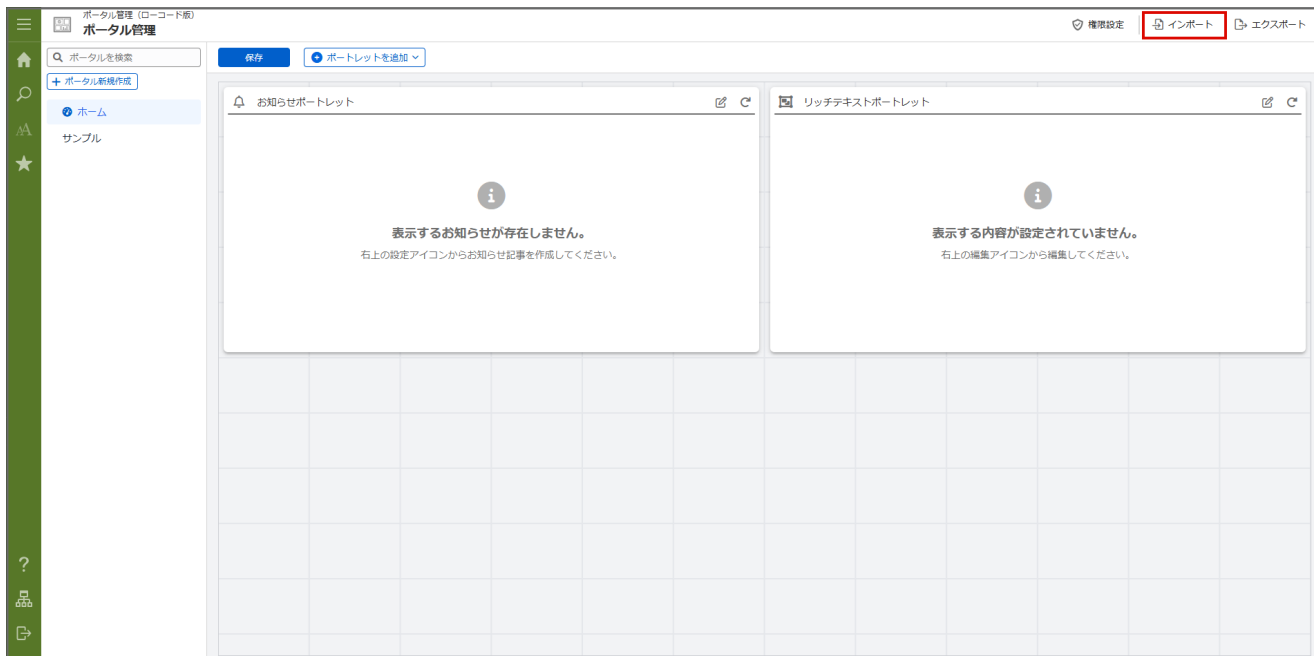 ポータル管理（ローコード版）
ポータル管理
権限設定
インポート
エクスポート
ポータルを検索
保存
ポートレットを追加
ポータル新規作成
ホーム
サンプル
お知らせポートレット
リッチテキストポートレット
表示するお知らせが存在しません。
右上の設定アイコンからお知らせ記事を作成してください。
表示する内容が設定されていません。
右上の編集アイコンから編集してください。